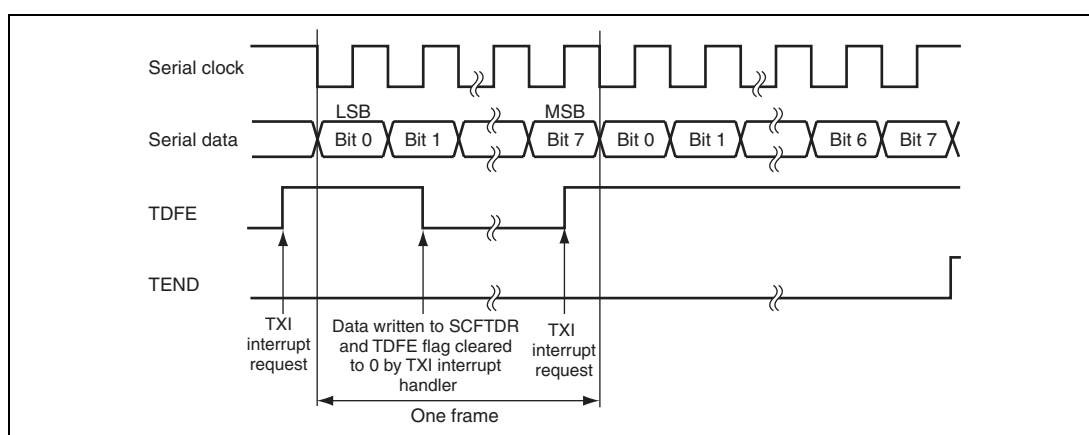 Serial clock
LSB
MSB
Serial data
Bit 0
Bit 1
Bit 7
Bit 0
Bit 1
Bit 6
Bit 7
TDFE
TEND
TXI
interrupt
request
Data written to SCFTDR
and TDFE flag cleared
to 0 by TXI interrupt
handler
TXI
interrupt
request
One frame